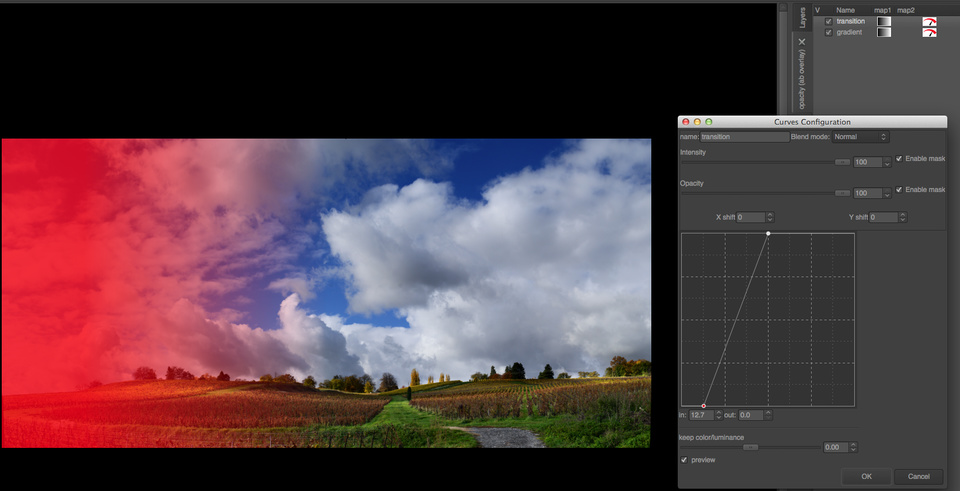 Layers
opacity (ab overlay)
V Name map1 map2
transition
gradient
Curves Configuration
name: transition Blend mode: Normal
Intensity
100 Enable mask
Opacity
100 Enable mask
X shift 0 Y shift 0
in: 12.7 out: 0.0
keep color/luminance
0.00
preview
OK Cancel